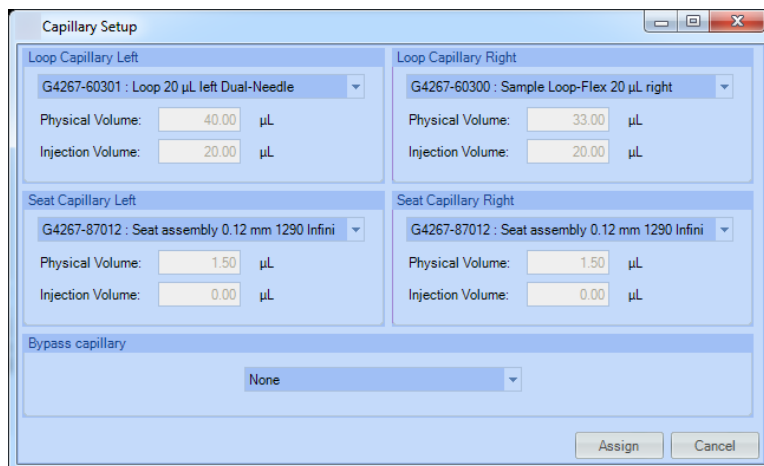 Capillary Setup
Loop Capillary Left
G4267-60301 : Loop 20 µL left Dual-Needle
Physical Volume: 40.00 µL
Injection Volume: 20.00 µL
Loop Capillary Right
G4267-60300 : Sample Loop-Flex 20 µL right
Physical Volume: 33.00 µL
Injection Volume: 20.00 µL
Seat Capillary Left
G4267-87012 : Seat assembly 0.12 mm 1290 Infini
Physical Volume: 1.50 µL
Injection Volume: 0.00 µL
Seat Capillary Right
G4267-87012 : Seat assembly 0.12 mm 1290 Infini
Physical Volume: 1.50 µL
Injection Volume: 0.00 µL
Bypass capillary
None
Assign Cancel